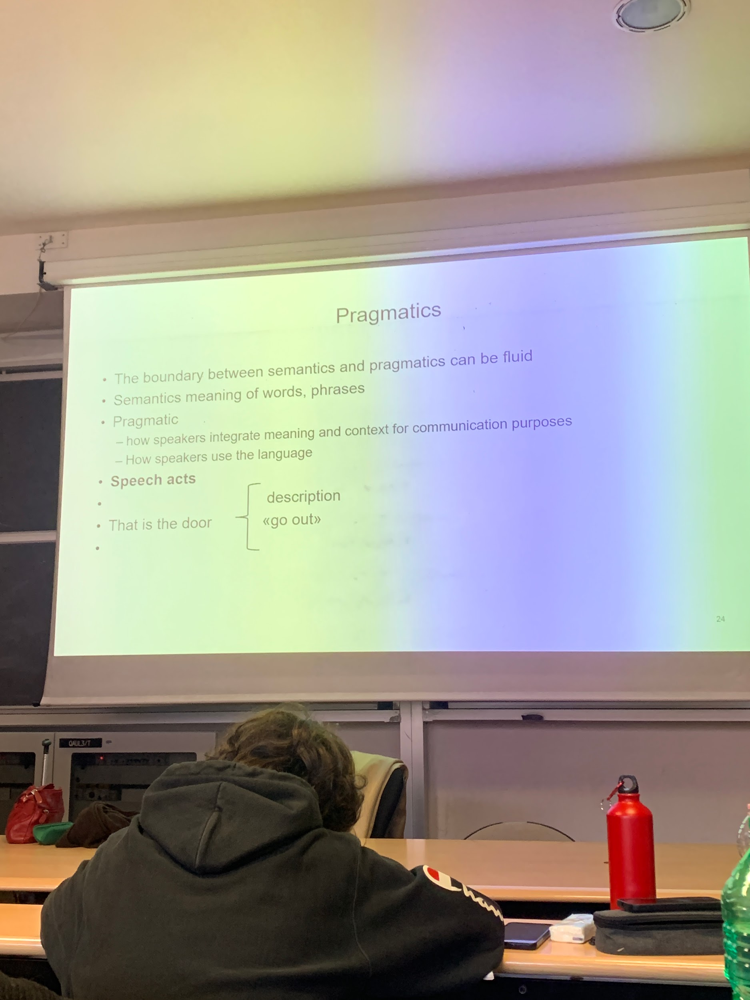 Pragmatics
• The boundary between semantics and pragmatics can be fluid
• Semantics meaning of words, phrases
• Pragmatic
– how speakers integrate meaning and context for communication purposes
– How speakers use the language
• Speech acts
•
• That is the door
description
«go out»
•
24
QAUL3/T